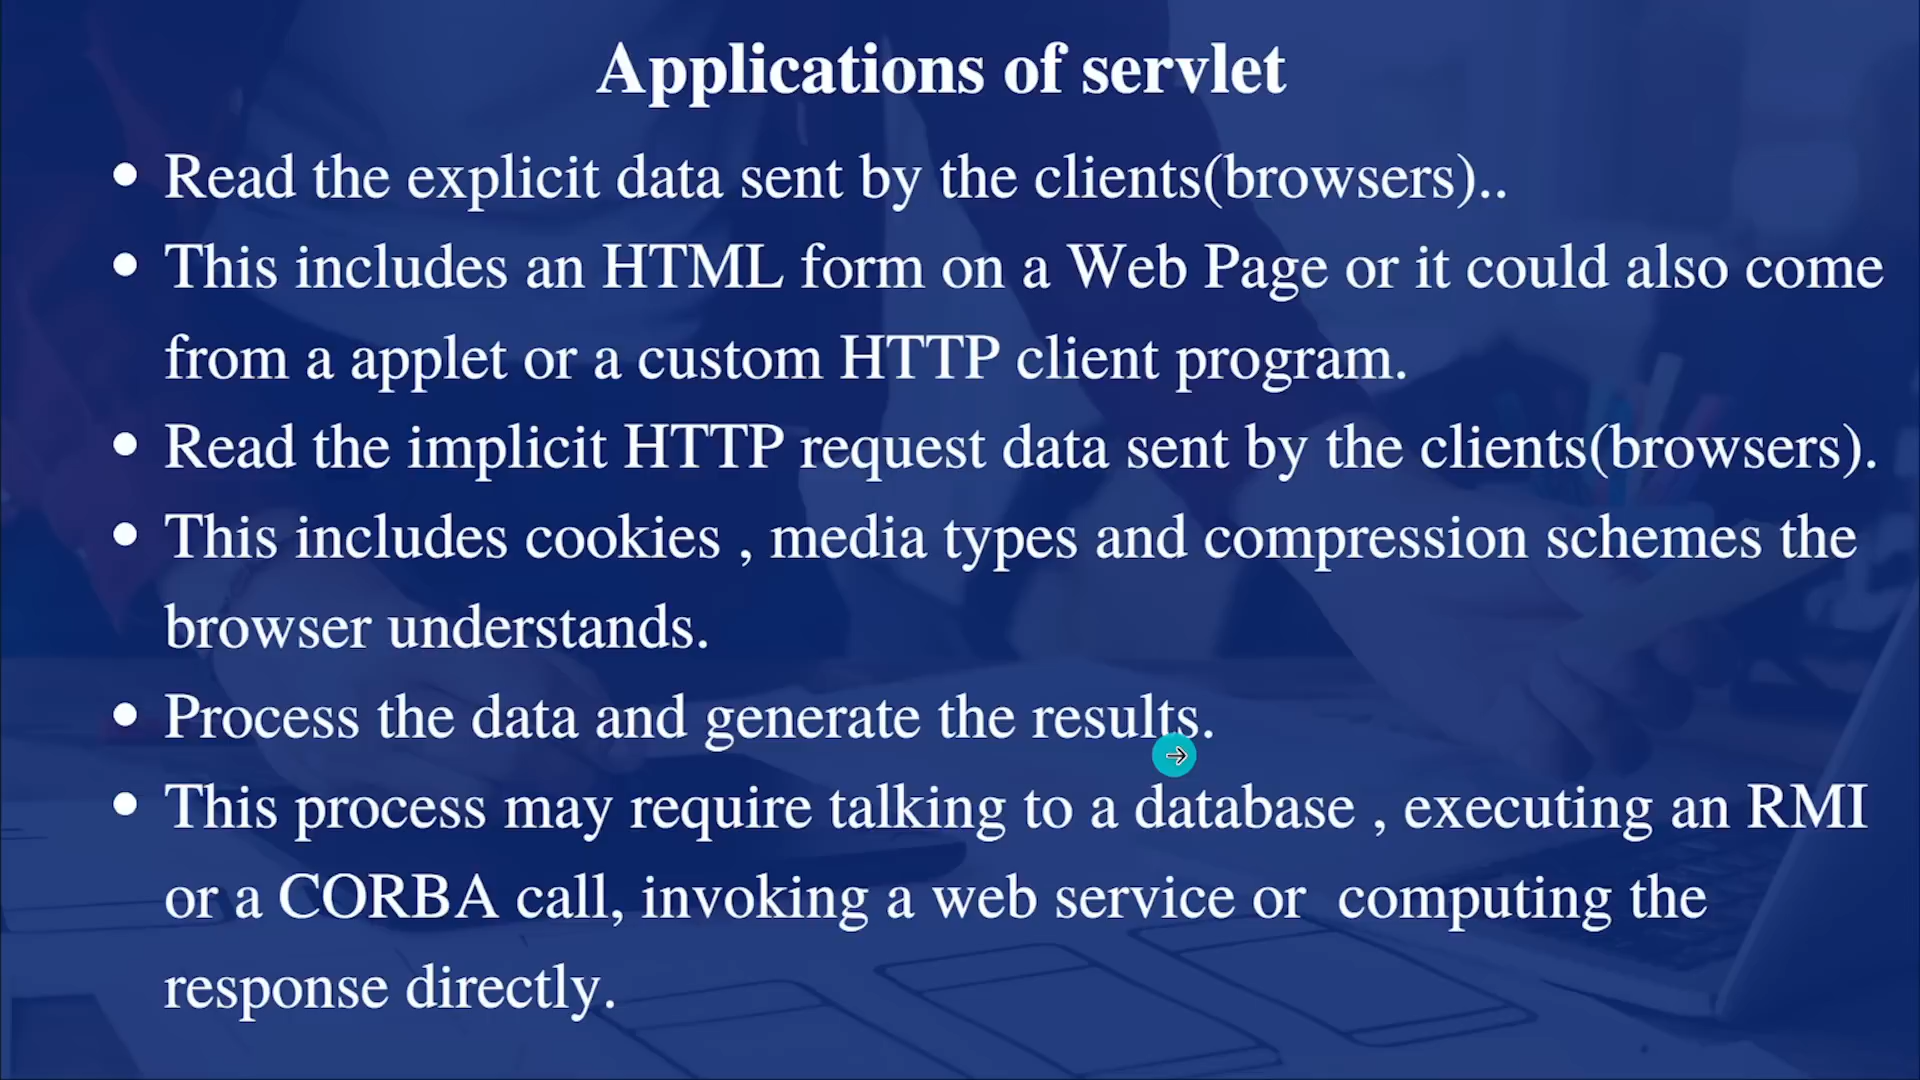 Applications of servlet
• Read the explicit data sent by the clients(browsers)..
• This includes an HTML form on a Web Page or it could also come
from a applet or a custom HTTP client program.
• Read the implicit HTTP request data sent by the clients(browsers).
• This includes cookies , media types and compression schemes the
browser understands.
• Process the data and generate the results.
• This process may require talking to a database , executing an RMI
or a CORBA call, invoking a web service or  computing the
response directly.